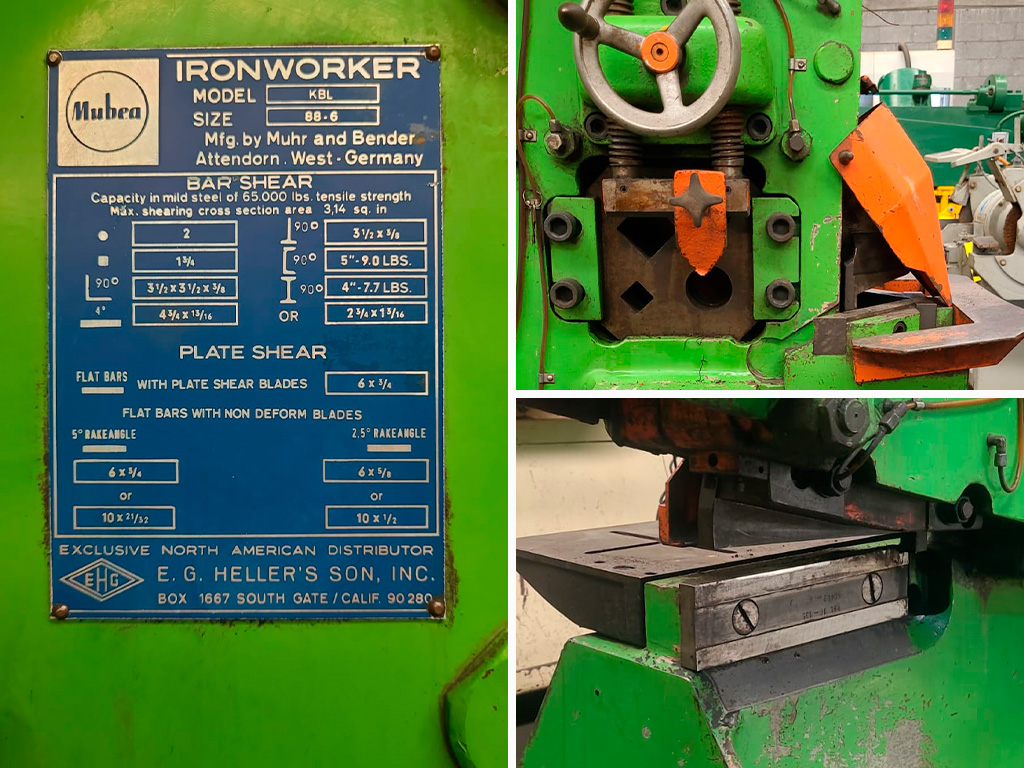 Mubea
IRONWORKER
MODEL KBL
SIZE 88-6
Mfg. by Muhr and Bender
Attendorn . West - Germany
BAR SHEAR
Capacity in mild steel of 65.000 lbs. tensile strength
Max. shearing cross section area 3,14 sq. in
2 90° 3 1/2 x 3/8
1 3/4 90° 5"-9.0 LBS.
90° 3 1/2 x 3 1/2 x 3/8 90° 4"-7.7 LBS.
4° 4 3/4 x 13/16 OR 2 3/4 x 1 3/16
PLATE SHEAR
FLAT BARS WITH PLATE SHEAR BLADES 6 x 3/4
FLAT BARS WITH NON DEFORM BLADES
5° RAKEANGLE 2.5° RAKEANGLE
6 x 3/4 6 x 5/8
or or
10 x 21/32 10 x 1/2
EXCLUSIVE NORTH AMERICAN DISTRIBUTOR
EHG E. G. HELLER'S SON, INC.
BOX 1667 SOUTH GATE / CALIF. 90280